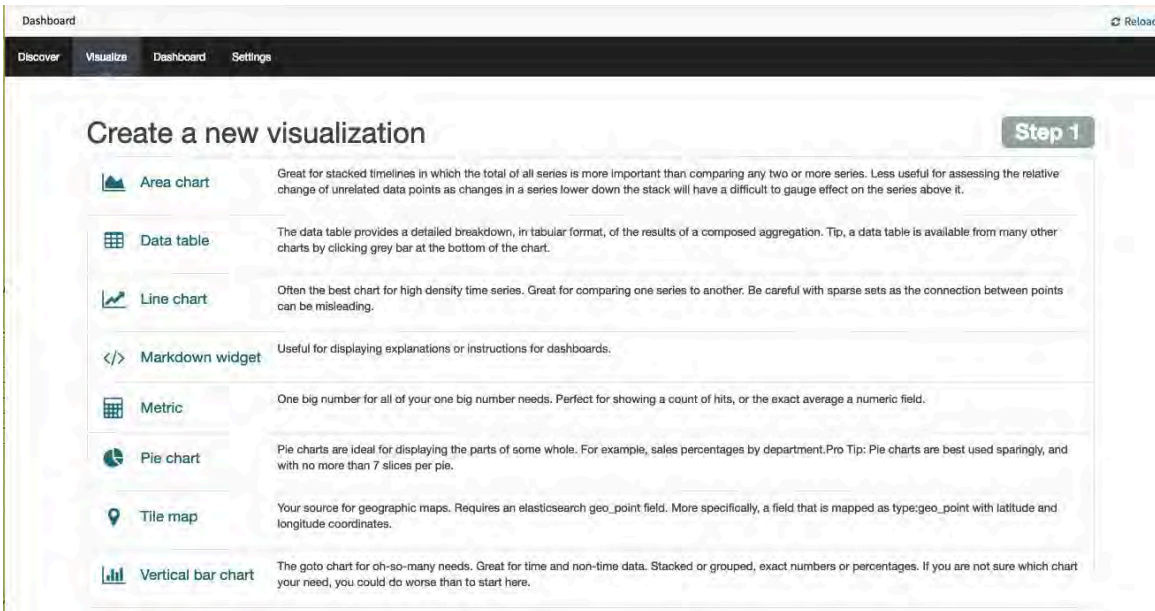 Dashboard
Reload
Discover Visualize Dashboard Settings
Create a new visualization
Step 1
Area chart
Great for stacked timelines in which the total of all series is more important than comparing any two or more series. Less useful for assessing the relative
change of unrelated data points as changes in a series lower down the stack will have a difficult to gauge effect on the series above it.
Data table
The data table provides a detailed breakdown, in tabular format, of the results of a composed aggregation. Tip, a data table is available from many other
charts by clicking grey bar at the bottom of the chart.
Line chart
Often the best chart for high density time series. Great for comparing one series to another. Be careful with sparse sets as the connection between points
can be misleading.
</> Markdown widget
Useful for displaying explanations or instructions for dashboards.
Metric
One big number for all of your one big number needs. Perfect for showing a count of hits, or the exact average a numeric field.
Pie chart
Pie charts are ideal for displaying the parts of some whole. For example, sales percentages by department.Pro Tip: Pie charts are best used sparingly, and
with no more than 7 slices per pie.
Tile map
Your source for geographic maps. Requires an elasticsearch geo_point field. More specifically, a field that is mapped as type:geo_point with latitude and
longitude coordinates.
Vertical bar chart
The goto chart for oh-so-many needs. Great for time and non-time data. Stacked or grouped, exact numbers or percentages. If you are not sure which chart
your need, you could do worse than to start here.